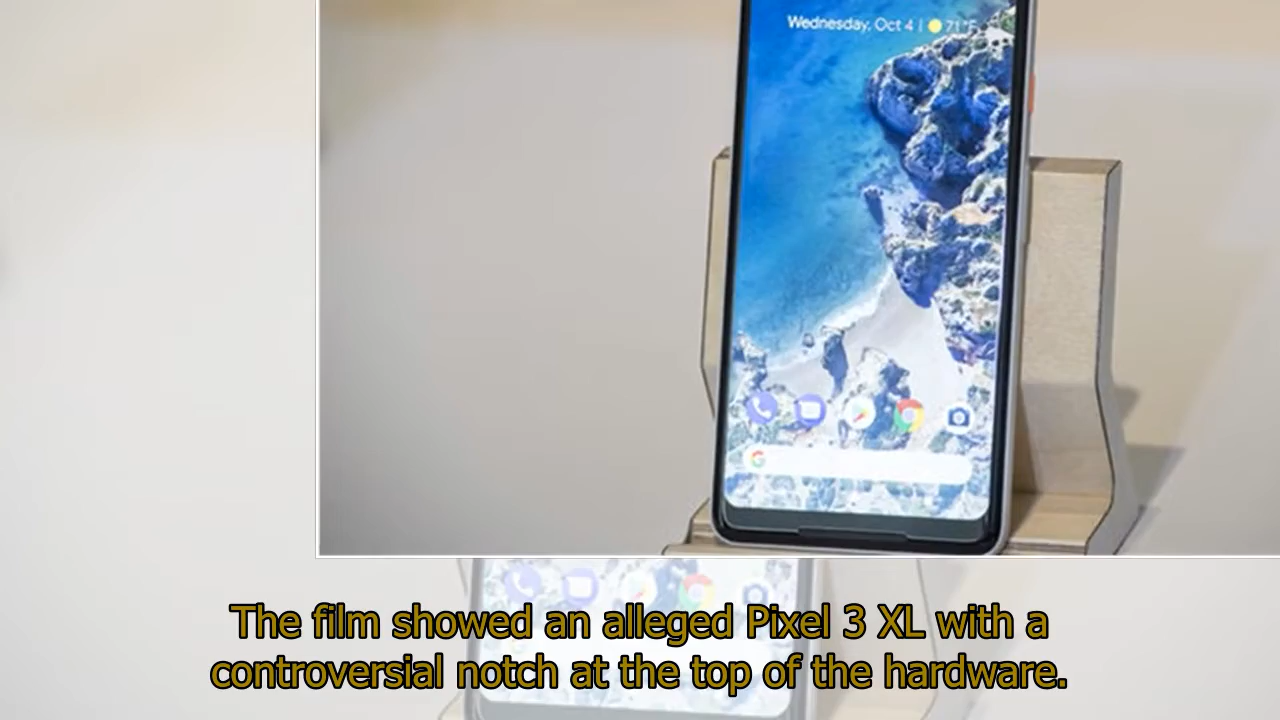 Wednesday, Oct 4 | 71°F
The film showed an alleged Pixel 3 XL with a
controversial notch at the top of the hardware.